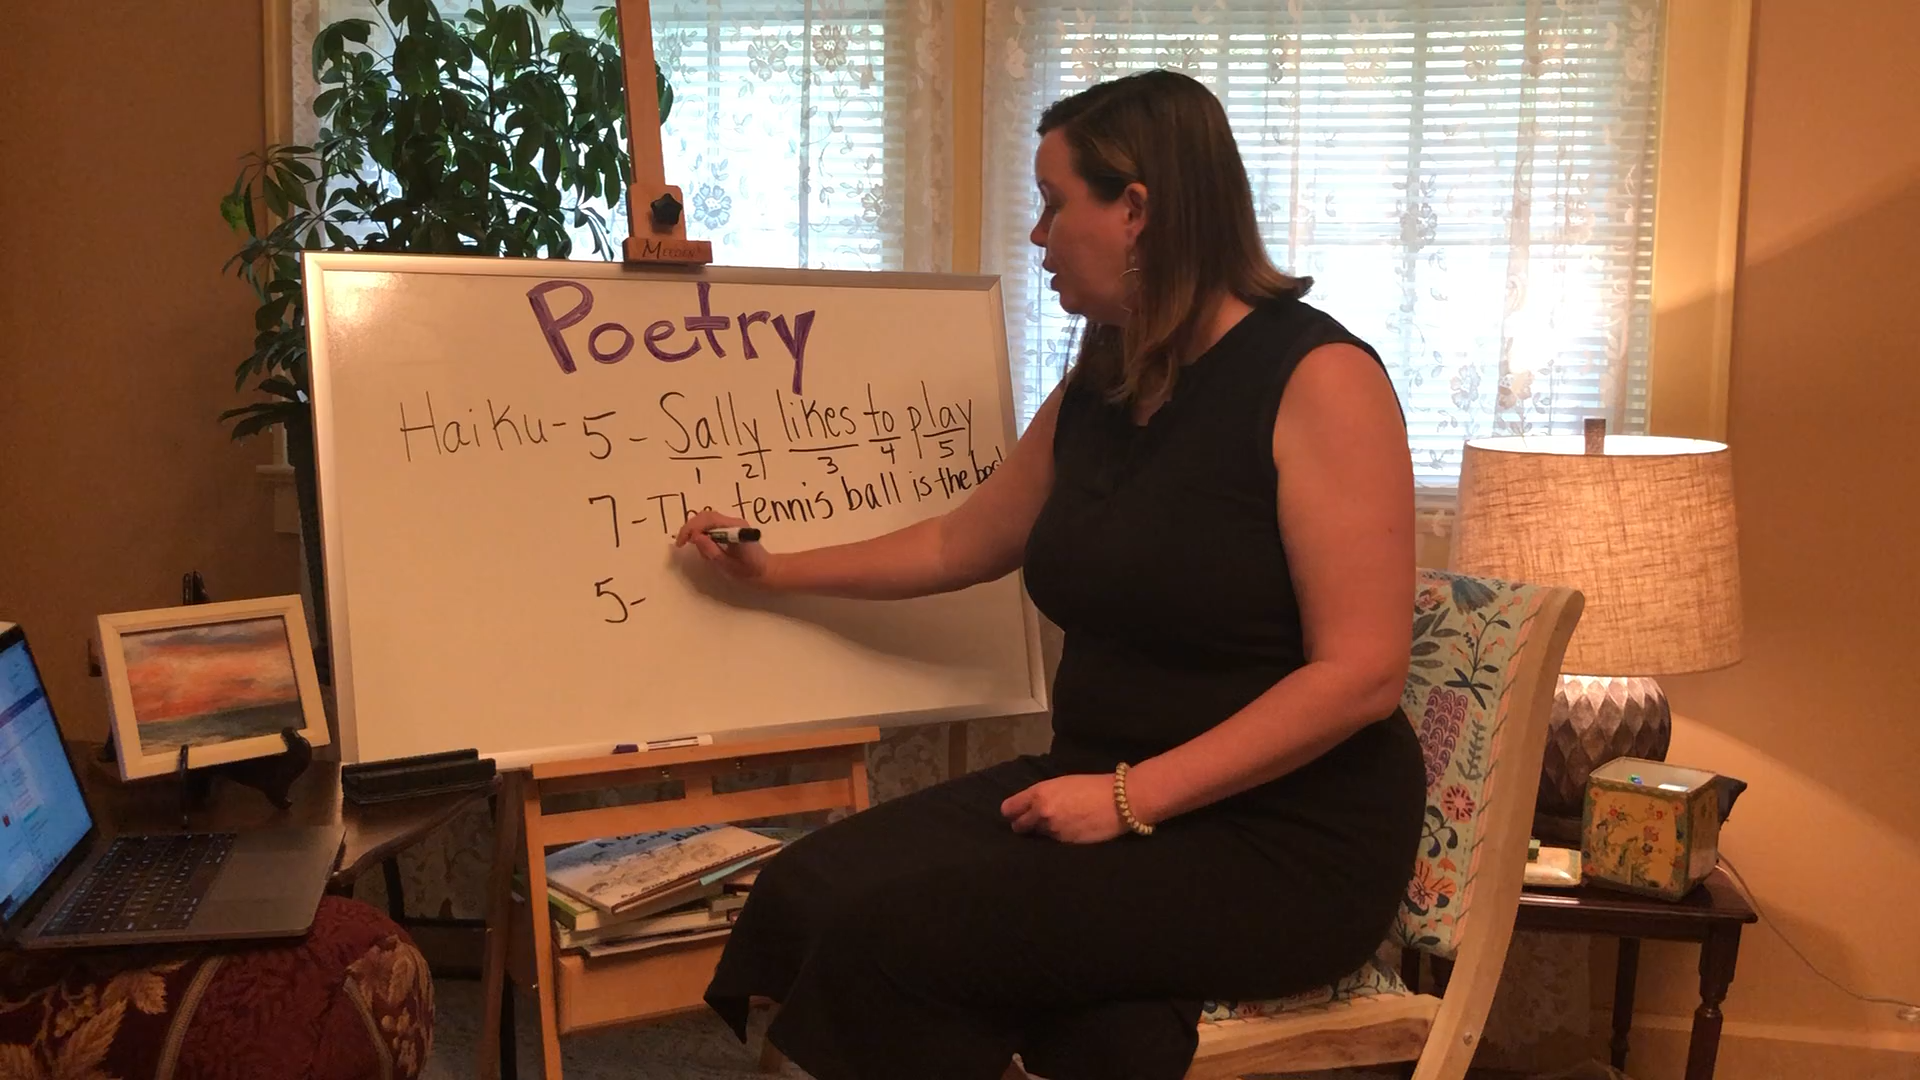 MEEDEN
Poetry
Haiku- 5 - Sally likes to play
1 2 3 4 5
7- The tennis ball is the
5-